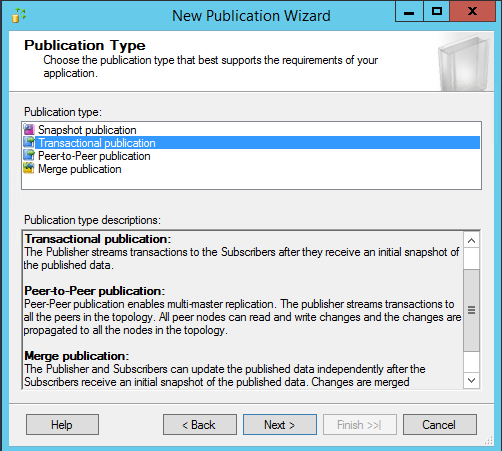 New Publication Wizard
Publication Type
Choose the publication type that best supports the requirements of your
application.
Publication type:
Snapshot publication
Transactional publication
Peer-to-Peer publication
Merge publication
Publication type descriptions:
Transactional publication:
The Publisher streams transactions to the Subscribers after they receive an initial snapshot of
the published data.
Peer-to-Peer publication:
Peer-Peer publication enables multi-master replication. The publisher streams transactions to
all the peers in the topology. All peer nodes can read and write changes and the changes are
propagated to all the nodes in the topology.
Merge publication:
The Publisher and Subscribers can update the published data independently after the
Subscribers receive an initial snapshot of the published data. Changes are merged
Help
< Back
Next >
Finish >>|
Cancel